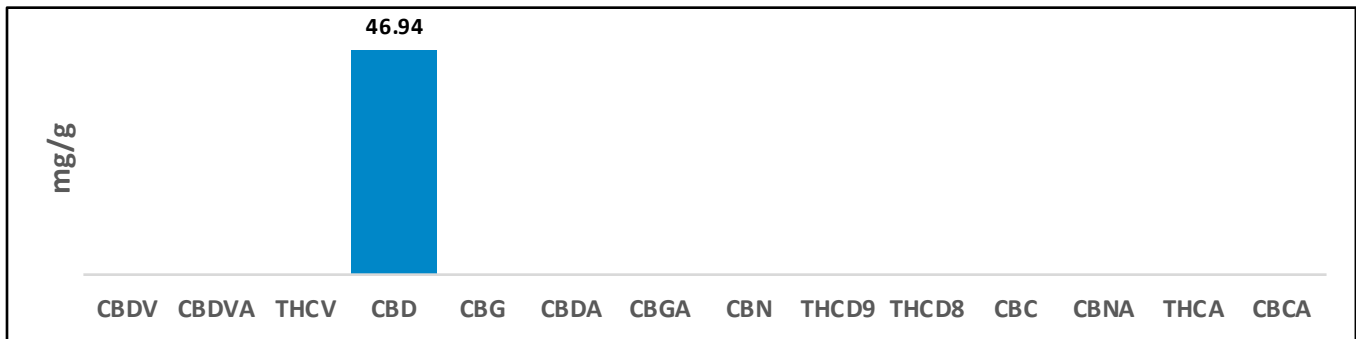 46.94
mg/g
CBDV CBDVA THCV CBD CBG CBDA CBGA CBN THCD9 THCD8 CBC CBNA THCA CBCA